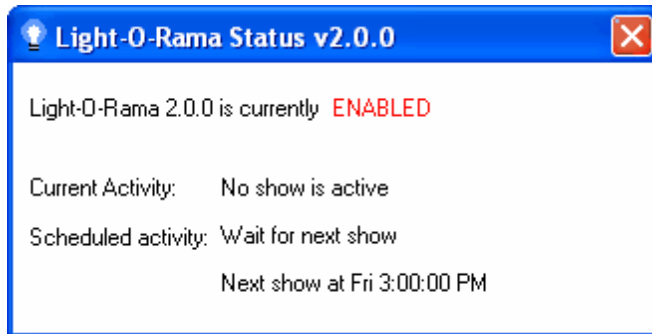 Light-O-Rama Status v2.0.0
Light-O-Rama 2.0.0 is currently ENABLED
Current Activity: No show is active
Scheduled activity: Wait for next show
Next show at Fri 3:00:00 PM